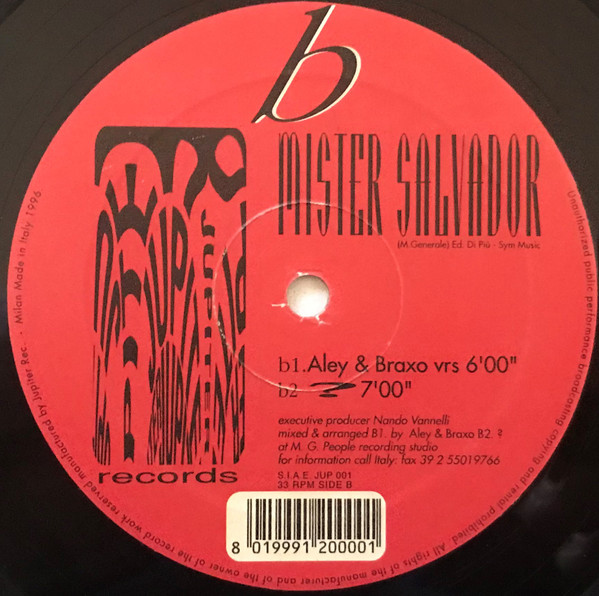 b
MISTER SALVADOR
(M.Generale) Ed. Di Più - Sym Music
JUPITER
records
b1.Aley & Braxo vrs 6'00"
b2 ? 7'00"
executive producer Nando Vannelli
mixed & arranged B1. by Aley & Braxo B2. ?
at M. G. People recording studio
for information call Italy: fax 39 2 55019766
S.I.A.E. JUP 001
33 RPM SIDE B
8 019991 200001
Unauthorized public performance broadcasting copying and renial prohibited. All rights of the manufacturer and of the owner of the record work reserved manufactured by Jupiter Rec. - Milan Made in Italy 1996